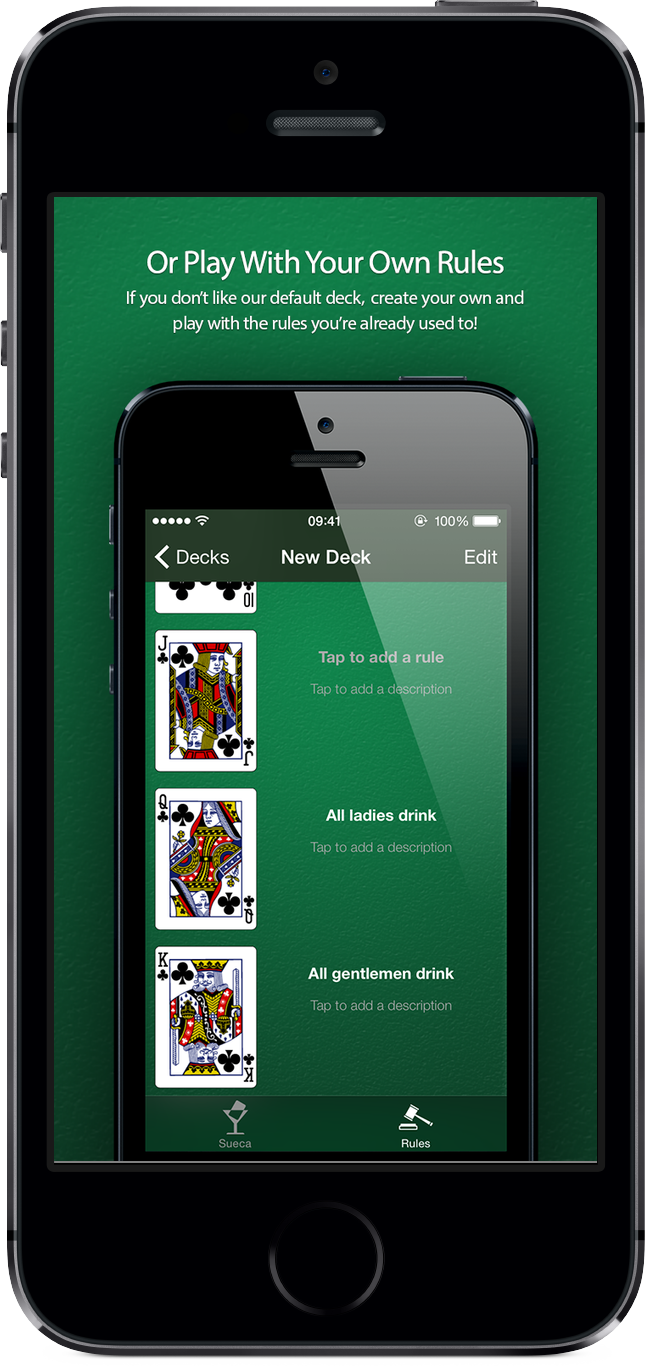 Or Play With Your Own Rules
If you don't like our default deck, create your own and
play with the rules you're already used to!
09:41
100%
Decks
New Deck
Edit
10
J
Tap to add a rule
Tap to add a description
J
Q
All ladies drink
Tap to add a description
Q
K
All gentlemen drink
Tap to add a description
K
Sueca
Rules